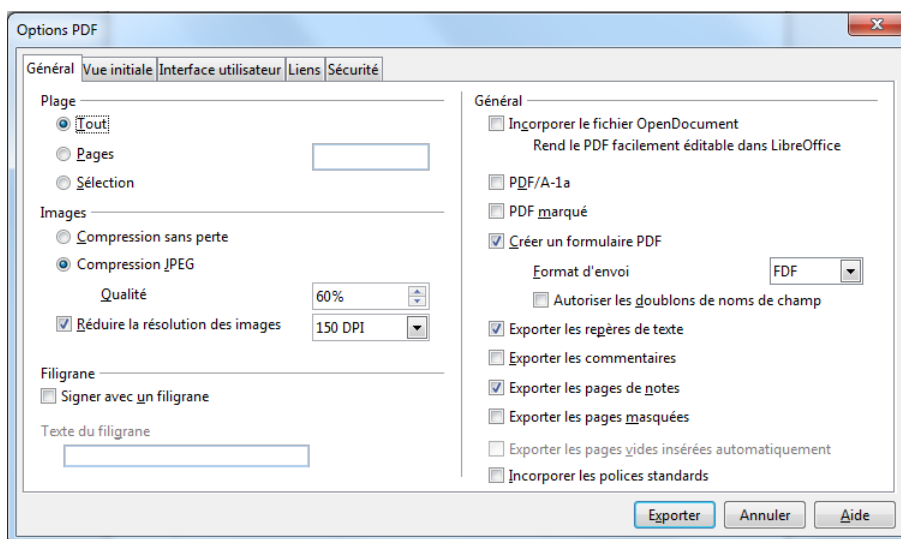 Options PDF
Général Vue initiale Interface utilisateur Liens Sécurité
Plage
Tout
Pages
Sélection
Images
Compression sans perte
Compression JPEG
Qualité 60%
Réduire la résolution des images 150 DPI
Filigrane
Signer avec un filigrane
Texte du filigrane
Général
Incorporer le fichier OpenDocument
Rend le PDF facilement éditable dans LibreOffice
PDF/A-1a
PDF marqué
Créer un formulaire PDF
Format d'envoi FDF
Autoriser les doublons de noms de champ
Exporter les repères de texte
Exporter les commentaires
Exporter les pages de notes
Exporter les pages masquées
Exporter les pages vides insérées automatiquement
Incorporer les polices standards
Exporter Annuler Aide